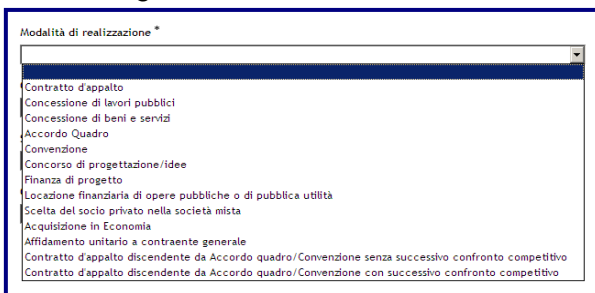 Modalità di realizzazione *
Contratto d'appalto
Concessione di lavori pubblici
Concessione di beni e servizi
Accordo Quadro
Convenzione
Concorso di progettazione/idee
Finanza di progetto
Locazione finanziaria di opere pubbliche o di pubblica utilità
Scelta del socio privato nella società mista
Acquisizione in Economia
Affidamento unitario a contraente generale
Contratto d'appalto discendente da Accordo quadro/Convenzione senza successivo confronto competitivo
Contratto d'appalto discendente da Accordo quadro/Convenzione con successivo confronto competitivo